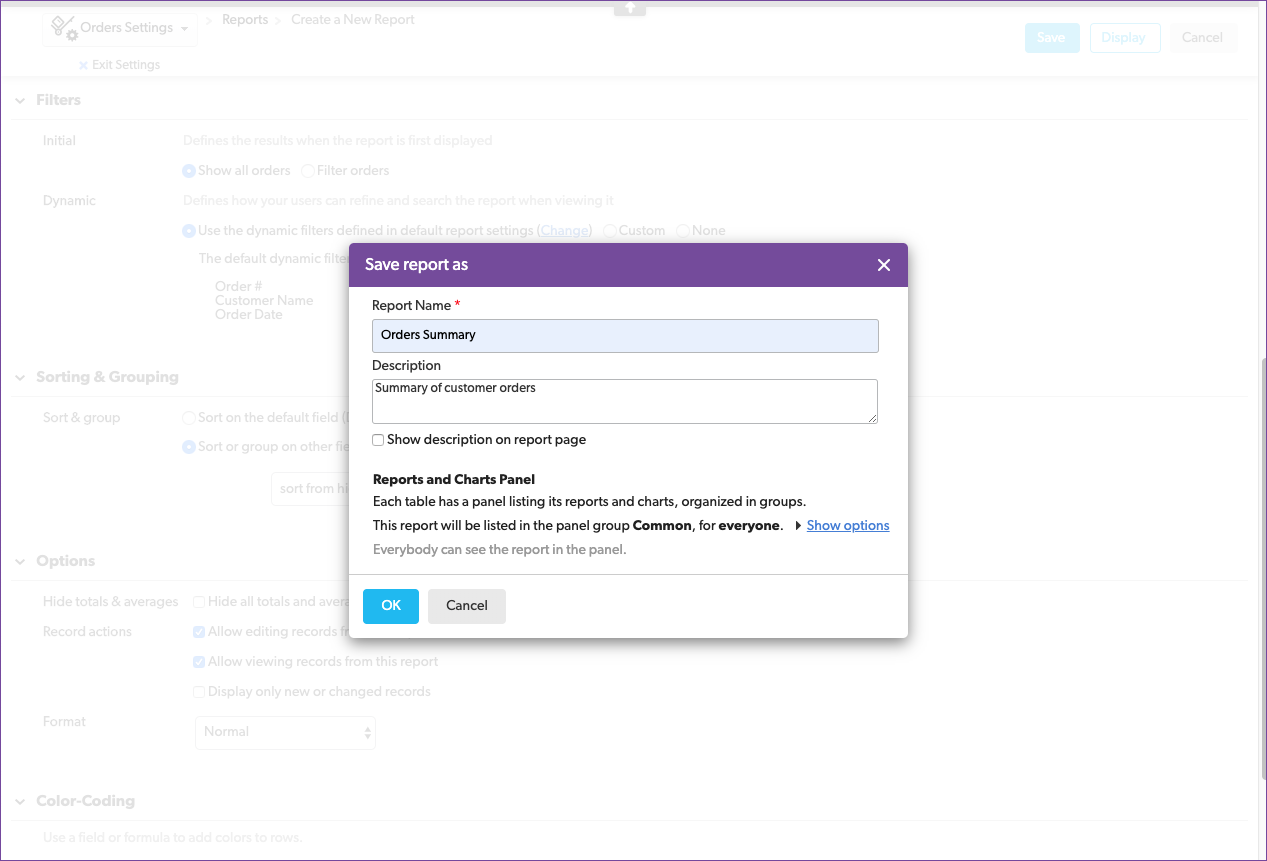 Orders Settings
Reports
Create a New Report
Save
Display
Cancel
Exit Settings
Filters
Initial
Defines the results when the report is first displayed
Show all orders
Filter orders
Dynamic
Defines how your users can refine and search the report when viewing it
Use the dynamic filters defined in default report settings (Change)
Custom
None
The default dynamic filte
Order #
Customer Name
Order Date
Save report as
Report Name *
Orders Summary
Description
Summary of customer orders
Show description on report page
Reports and Charts Panel
Each table has a panel listing its reports and charts, organized in groups.
This report will be listed in the panel group Common, for everyone. Show options
Everybody can see the report in the panel.
OK
Cancel
Sorting & Grouping
Sort & group
Sort on the default field
Sort or group on other fie
sort from hi
Options
Hide totals & averages
Hide all totals and avera
Record actions
Allow editing records fr
Allow viewing records from this report
Display only new or changed records
Format
Normal
Color-Coding
Use a field or formula to add colors to rows.